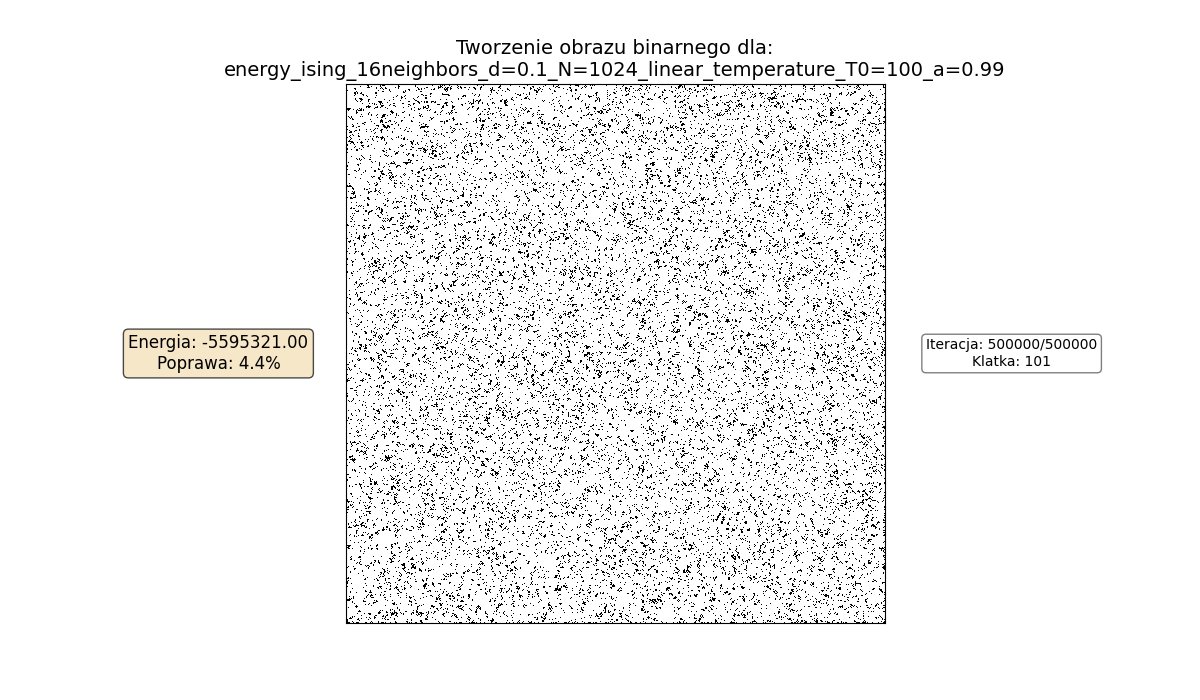 Tworzenie obrazu binarnego dla:
energy_ising_16neighbors_d=0.1_N=1024_linear_temperature_T0=100_a=0.99
Energia: -5595321.00
Poprawa: 4.4%
Iteracja: 500000/500000
Klatka: 101